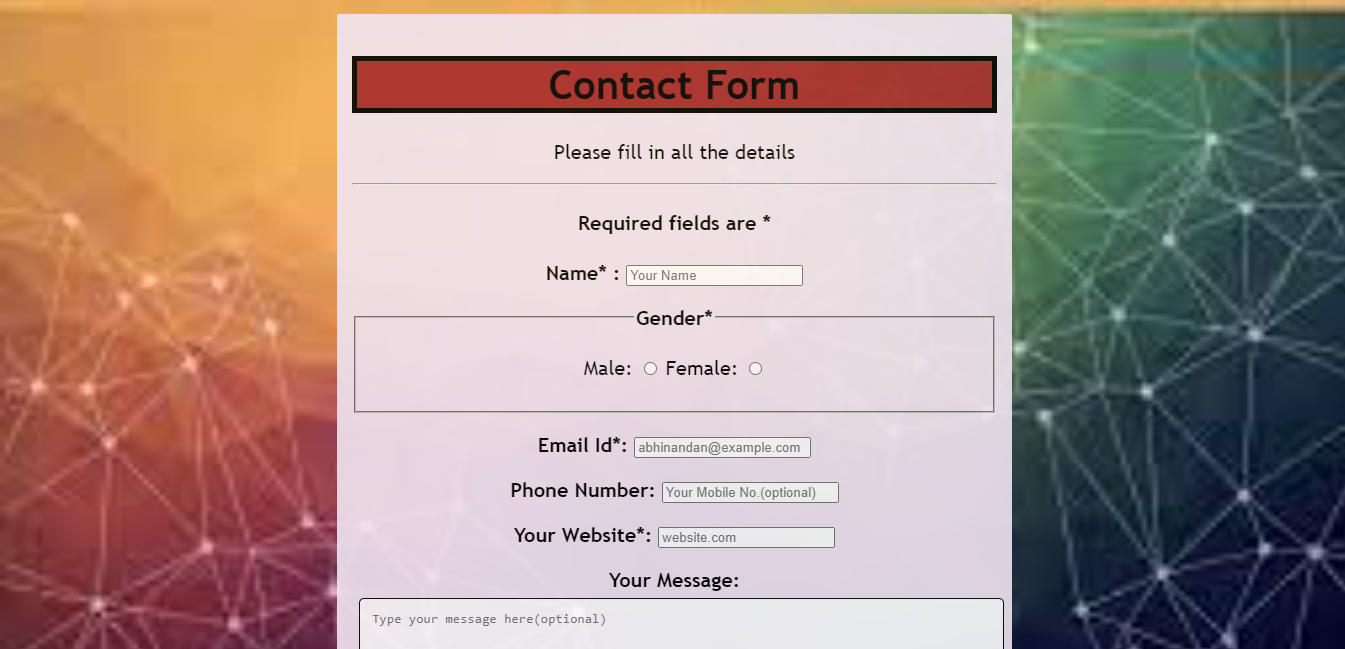 Contact Form
Please fill in all the details
Required fields are *
Name* : Your Name
Gender*
Male: Female:
Email Id*: abhinandan@example.com
Phone Number: Your Mobile No.(optional)
Your Website*: website.com
Your Message:
Type your message here(optional)